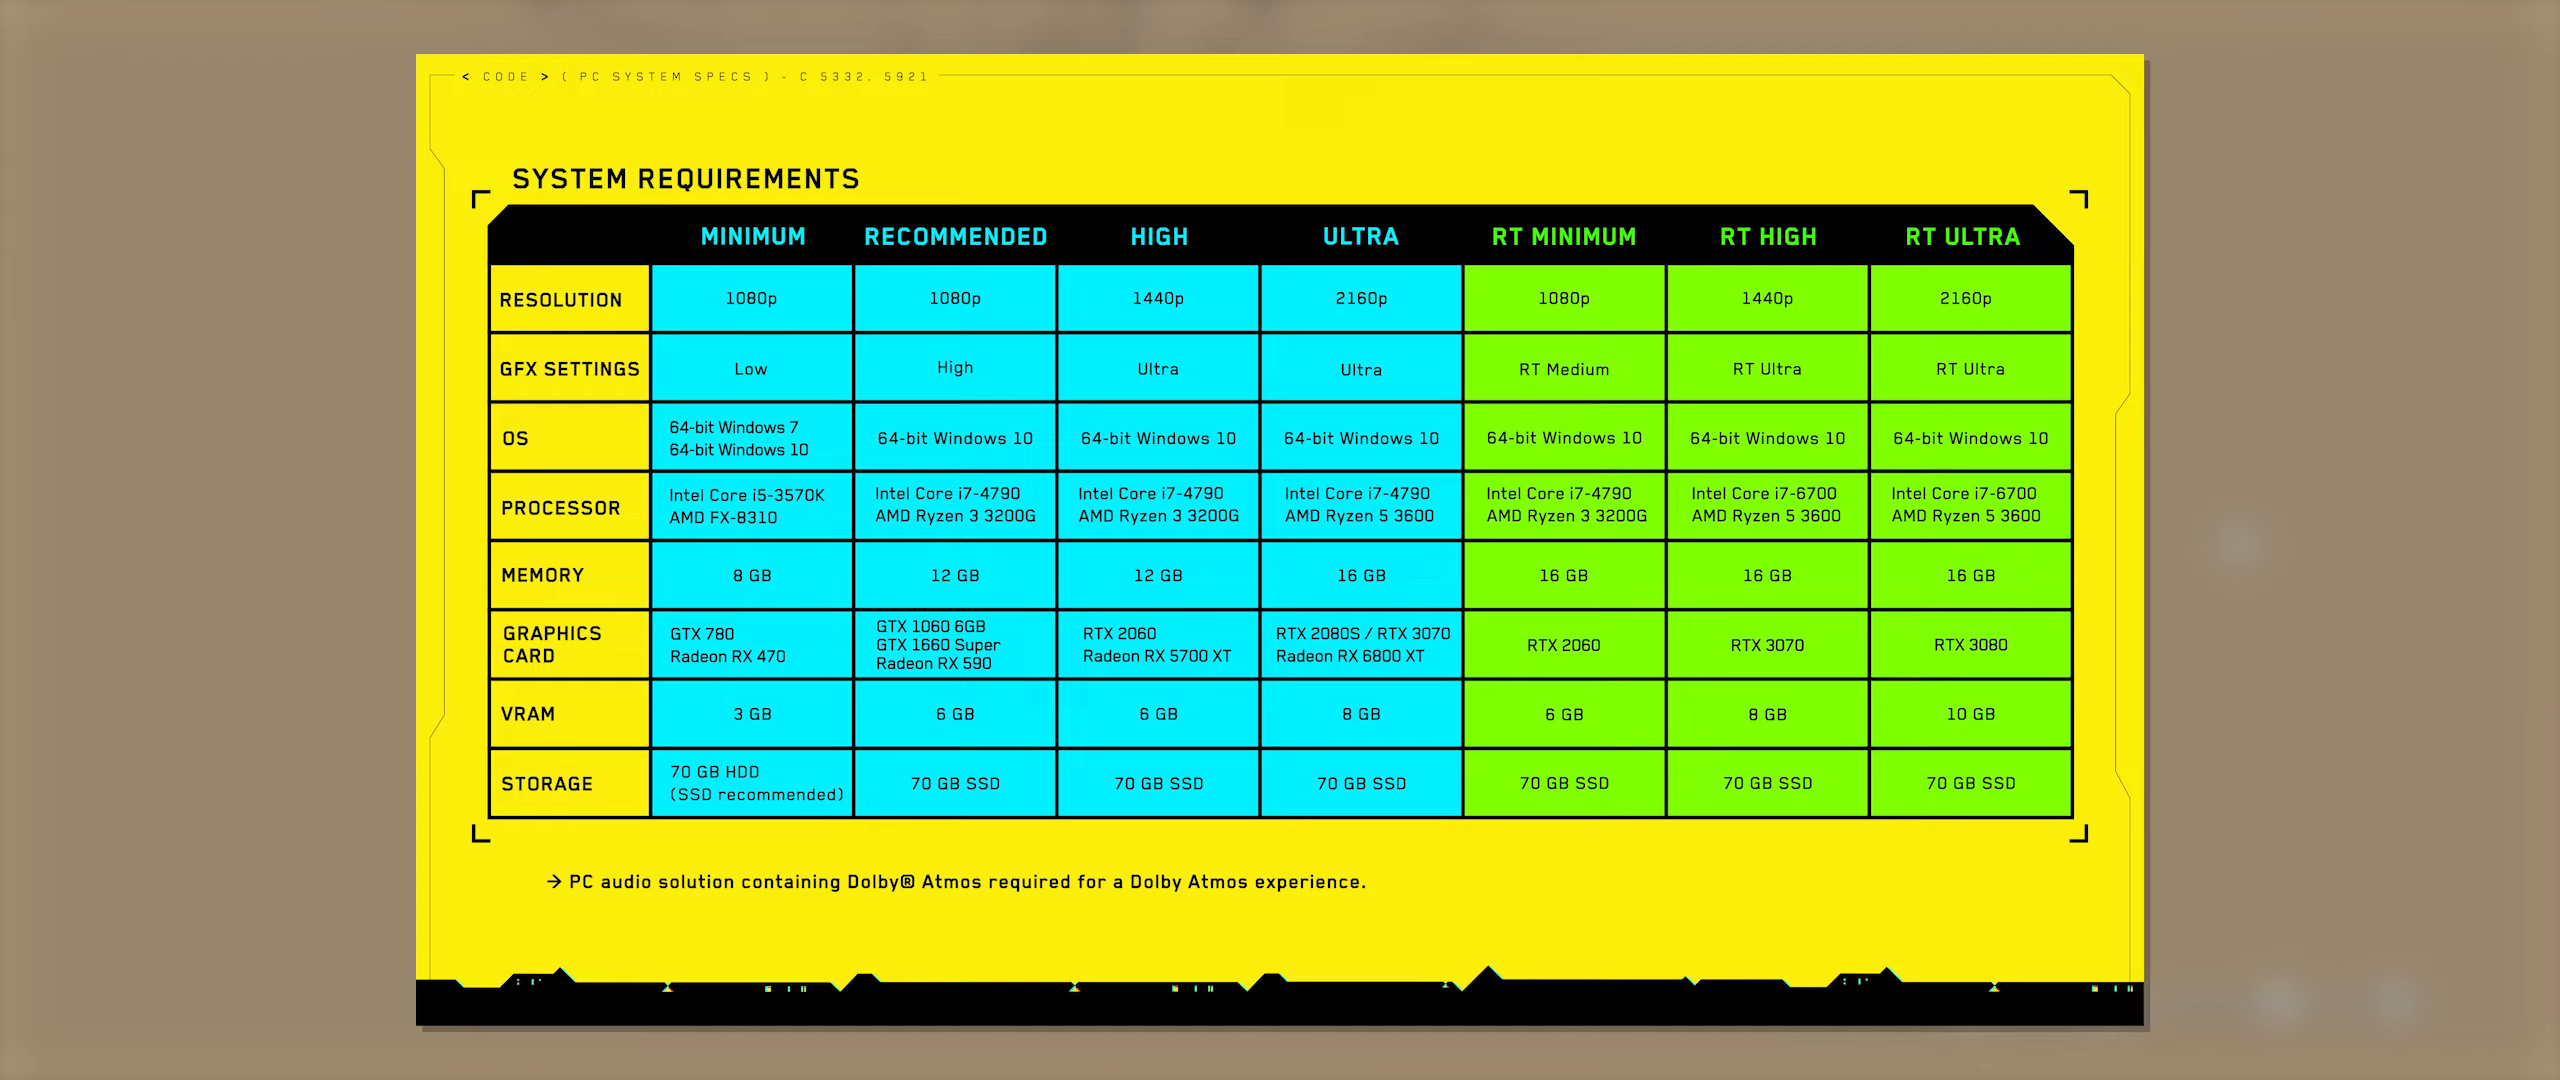 < CODE > ( PC SYSTEM SPECS ) - C 5332. 5921
SYSTEM REQUIREMENTS
MINIMUM RECOMMENDED HIGH ULTRA RT MINIMUM RT HIGH RT ULTRA
RESOLUTION 1080p 1080p 1440p 2160p 1080p 1440p 2160p
GFX SETTINGS Low High Ultra Ultra RT Medium RT Ultra RT Ultra
OS 64-bit Windows 7 64-bit Windows 10 64-bit Windows 10 64-bit Windows 10 64-bit Windows 10 64-bit Windows 10 64-bit Windows 10
64-bit Windows 10
PROCESSOR Intel Core i5-3570K Intel Core i7-4790 Intel Core i7-4790 Intel Core i7-4790 Intel Core i7-4790 Intel Core i7-6700 Intel Core i7-6700
AMD FX-8310 AMD Ryzen 3 3200G AMD Ryzen 3 3200G AMD Ryzen 5 3600 AMD Ryzen 3 3200G AMD Ryzen 5 3600 AMD Ryzen 5 3600
MEMORY 8 GB 12 GB 12 GB 16 GB 16 GB 16 GB 16 GB
GRAPHICS GTX 780 GTX 1060 6GB RTX 2060 RTX 2080S / RTX 3070 RTX 2060 RTX 3070 RTX 3080
GTX 1660 Super
CARD Radeon RX 470 Radeon RX 590 Radeon RX 5700 XT Radeon RX 6800 XT
VRAM 3 GB 6 GB 6 GB 8 GB 6 GB 8 GB 10 GB
STORAGE 70 GB HDD 70 GB SSD 70 GB SSD 70 GB SSD 70 GB SSD 70 GB SSD 70 GB SSD
(SSD recommended)
→ PC audio solution containing Dolby® Atmos required for a Dolby Atmos experience.